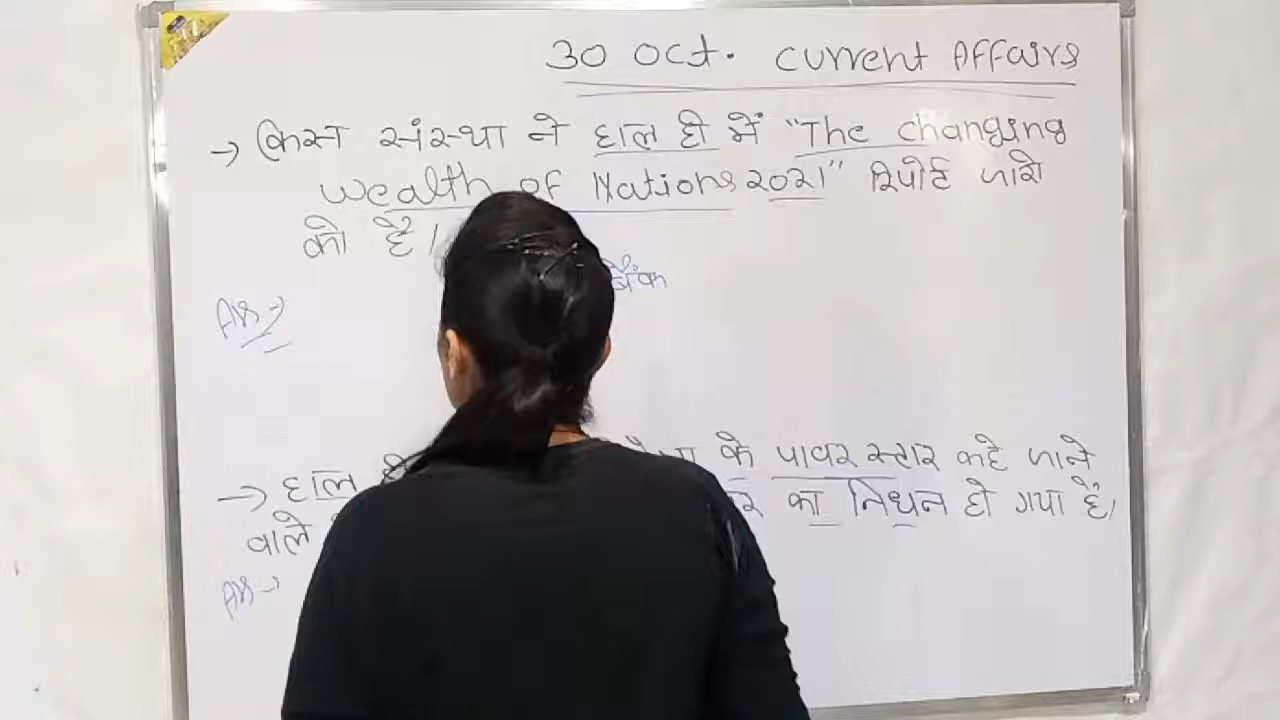 30 Oct. Current Affairs
→ किस संस्था ने हाल ही में "The changing
Wealth of Nations 2021" रिपोर्ट जारी
की है।
बैंक
Ans →
→ हाल के पावर स्टार कहे जाने
वाले का निधन हो गया है।
Ans →